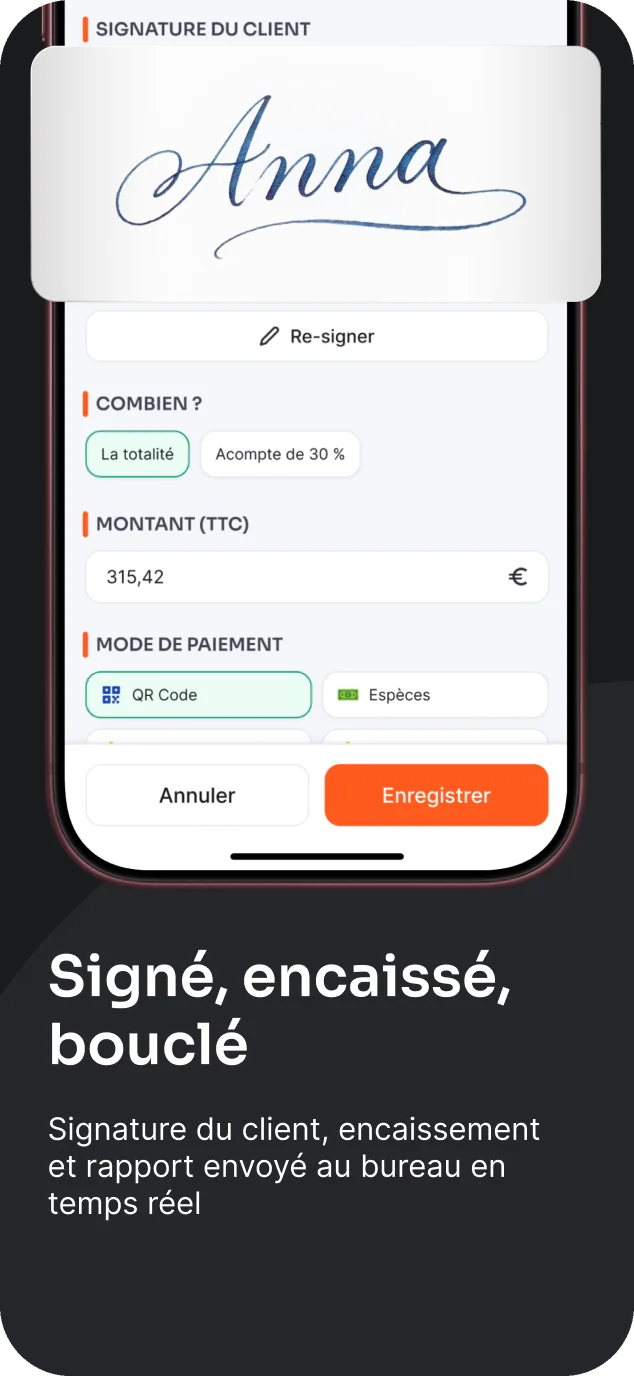 SIGNATURE DU CLIENT
Anna
Re-signer
COMBIEN ?
La totalité
Acompte de 30 %
MONTANT (TTC)
315,42 €
MODE DE PAIEMENT
QR Code
Espèces
Annuler
Enregistrer
Signé, encaissé,
bouclé
Signature du client, encaissement
et rapport envoyé au bureau en
temps réel